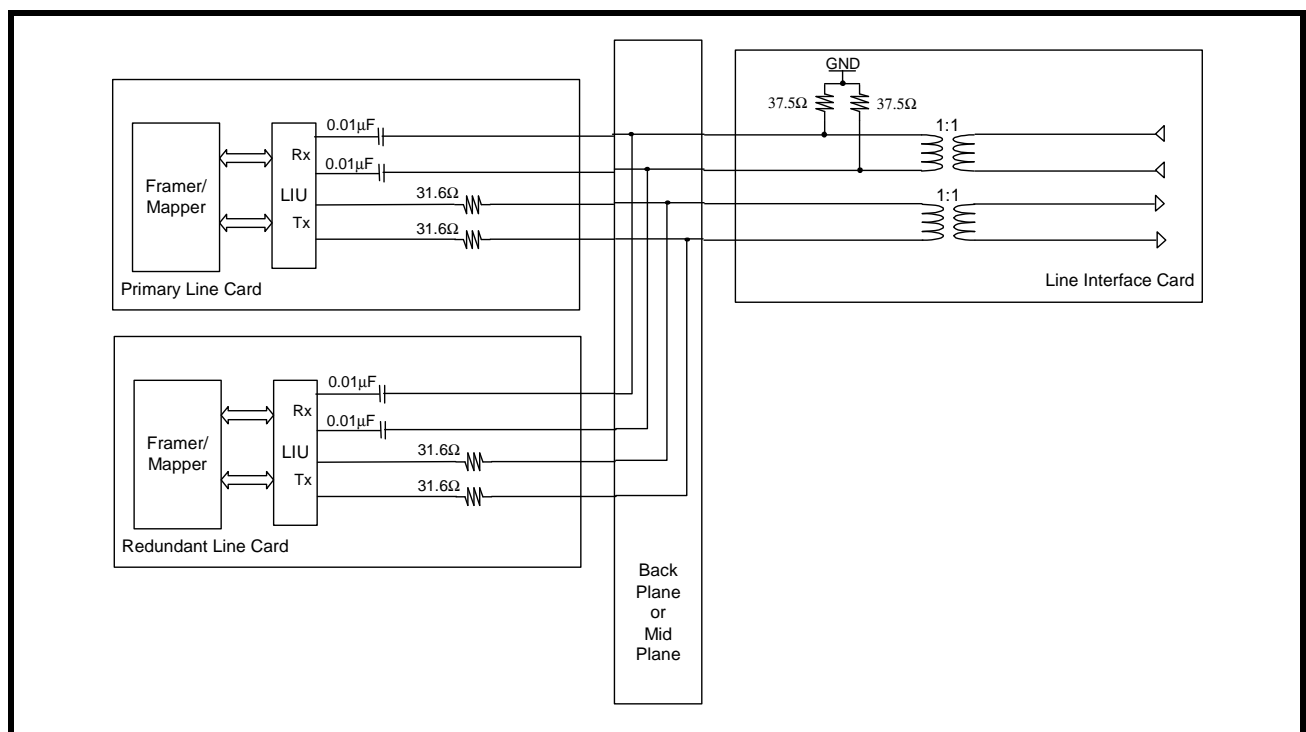 GND
37.5Ω
37.5Ω
0.01µF
1:1
Rx
0.01µF
Framer/
Mapper
LIU
31.6Ω
1:1
Tx
31.6Ω
Primary Line Card
Line Interface Card
0.01µF
Rx
0.01µF
Framer/
Mapper
LIU
31.6Ω
Tx
31.6Ω
Redundant Line Card
Back
Plane
or
Mid
Plane